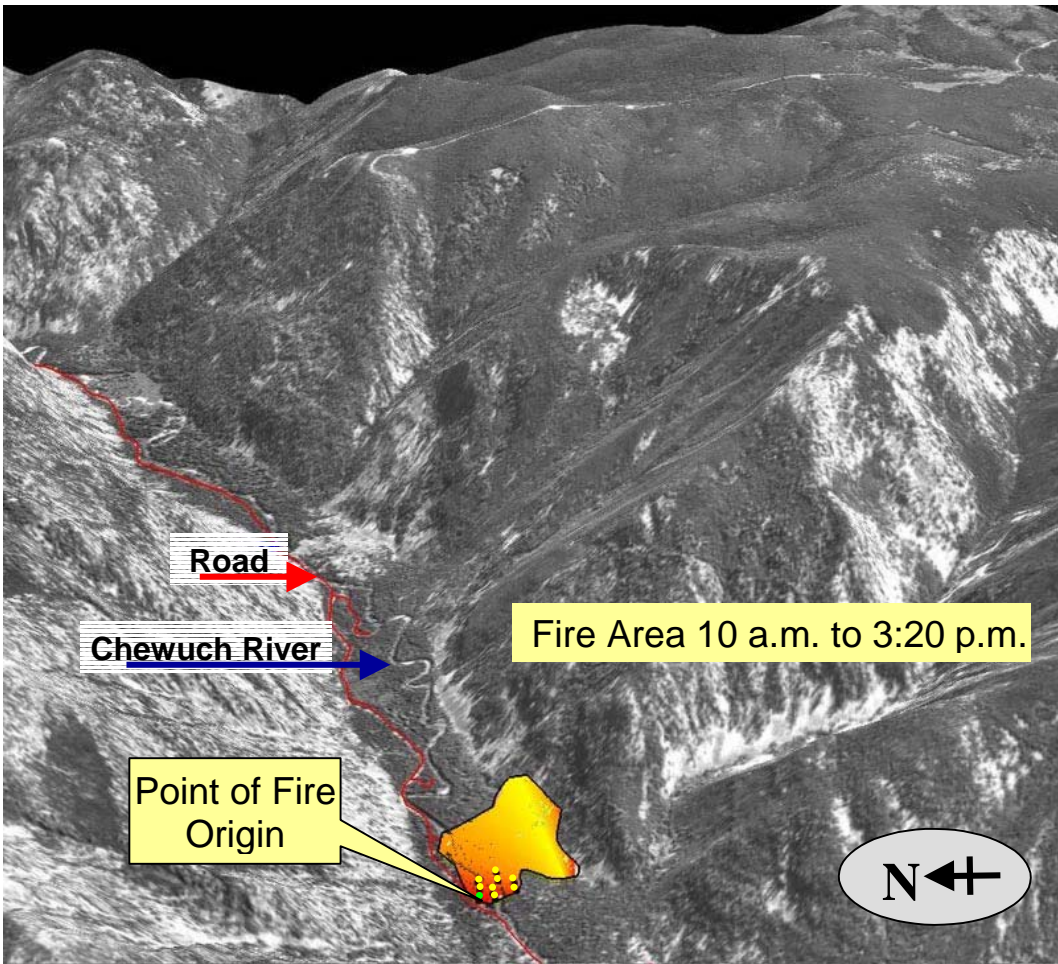 Road
Chewuch River
Fire Area 10 a.m. to 3:20 p.m.
Point of Fire
Origin
N